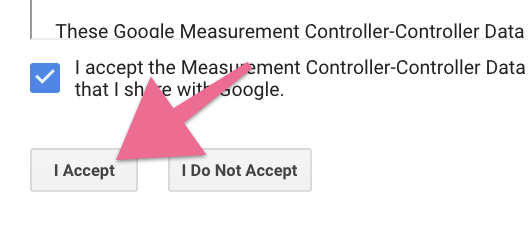 These Google Measurement Controller-Controller Data
I accept the Measurement Controller-Controller Data
that I share with Google.
I Accept
I Do Not Accept